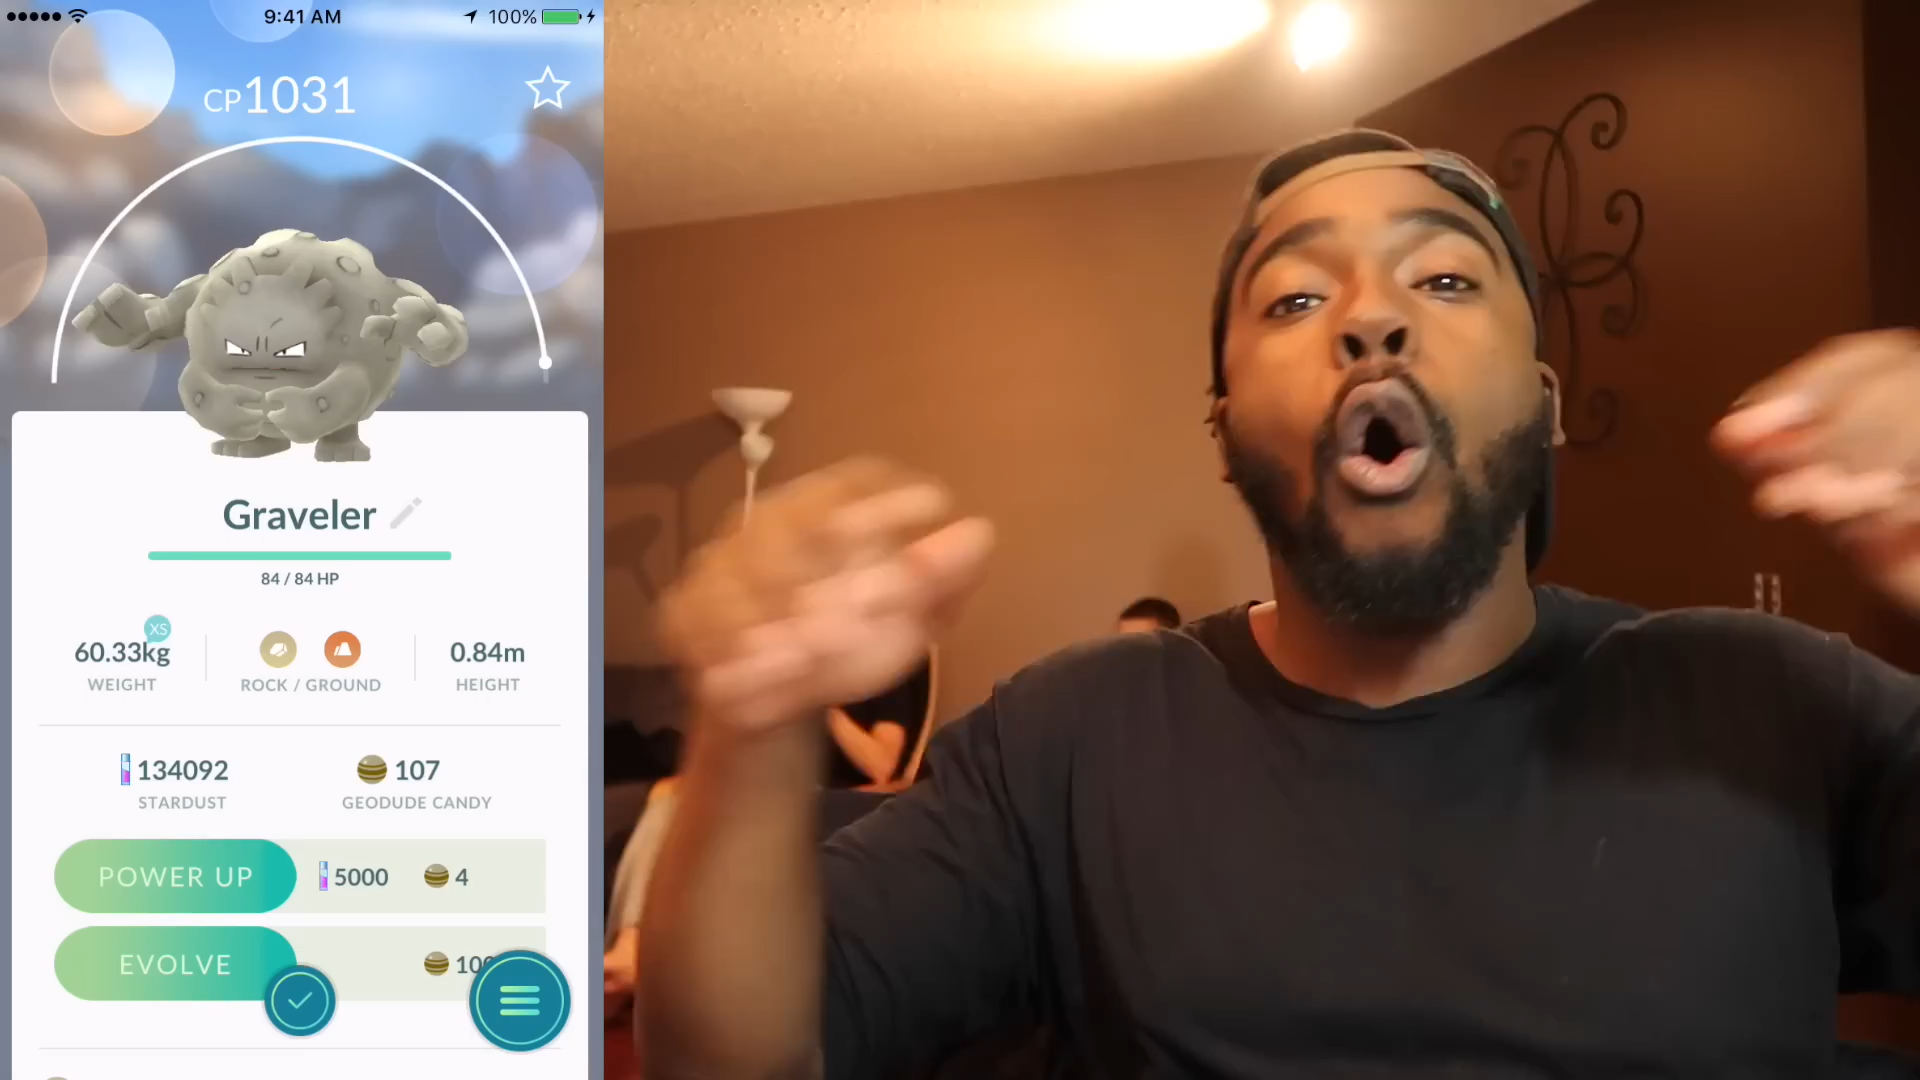 9:41 AM
100%
CP1031
Graveler
84 / 84 HP
XS
60.33kg
WEIGHT
ROCK / GROUND
0.84m
HEIGHT
134092
STARDUST
107
GEODUDE CANDY
POWER UP
5000
4
EVOLVE